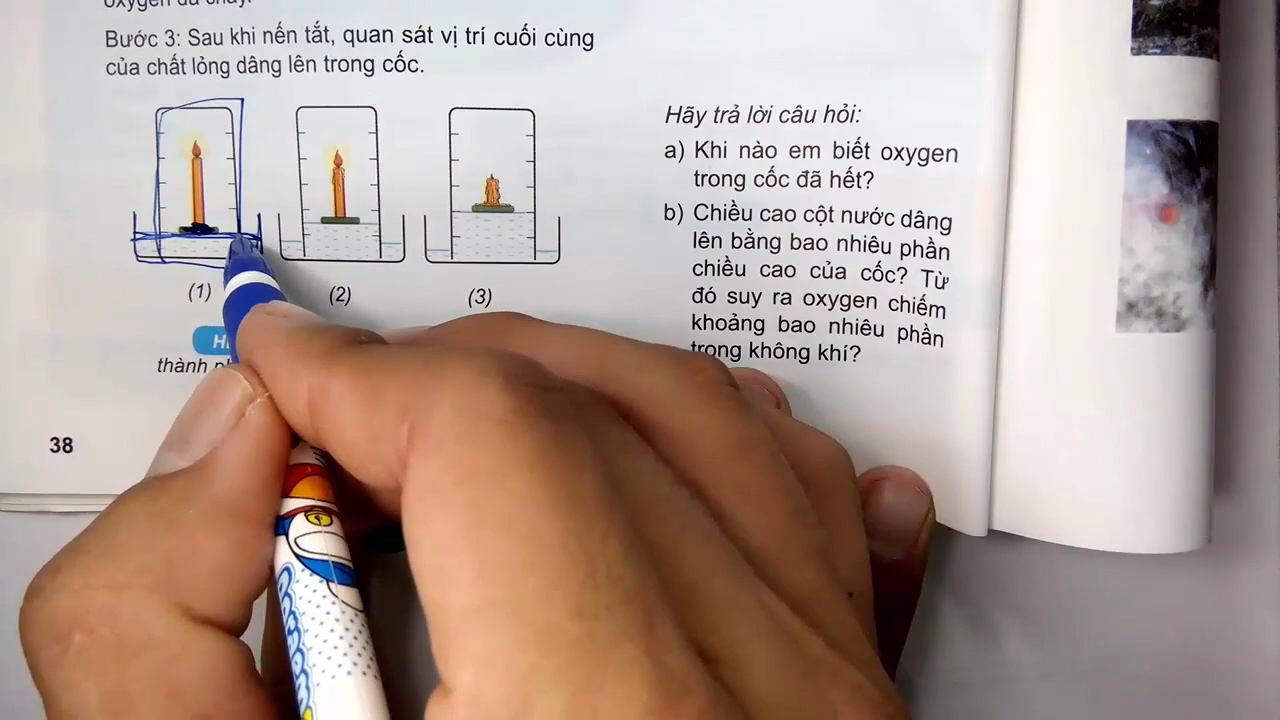 Bước 3: Sau khi nến tắt, quan sát vị trí cuối cùng
của chất lỏng dâng lên trong cốc.
(1)
(2)
(3)
thành
38
Hãy trả lời câu hỏi:
a) Khi nào em biết oxygen
trong cốc đã hết?
b) Chiều cao cột nước dâng
lên bằng bao nhiêu phần
chiều cao của cốc? Từ
đó suy ra oxygen chiếm
khoảng bao nhiêu phần
trong không khí?